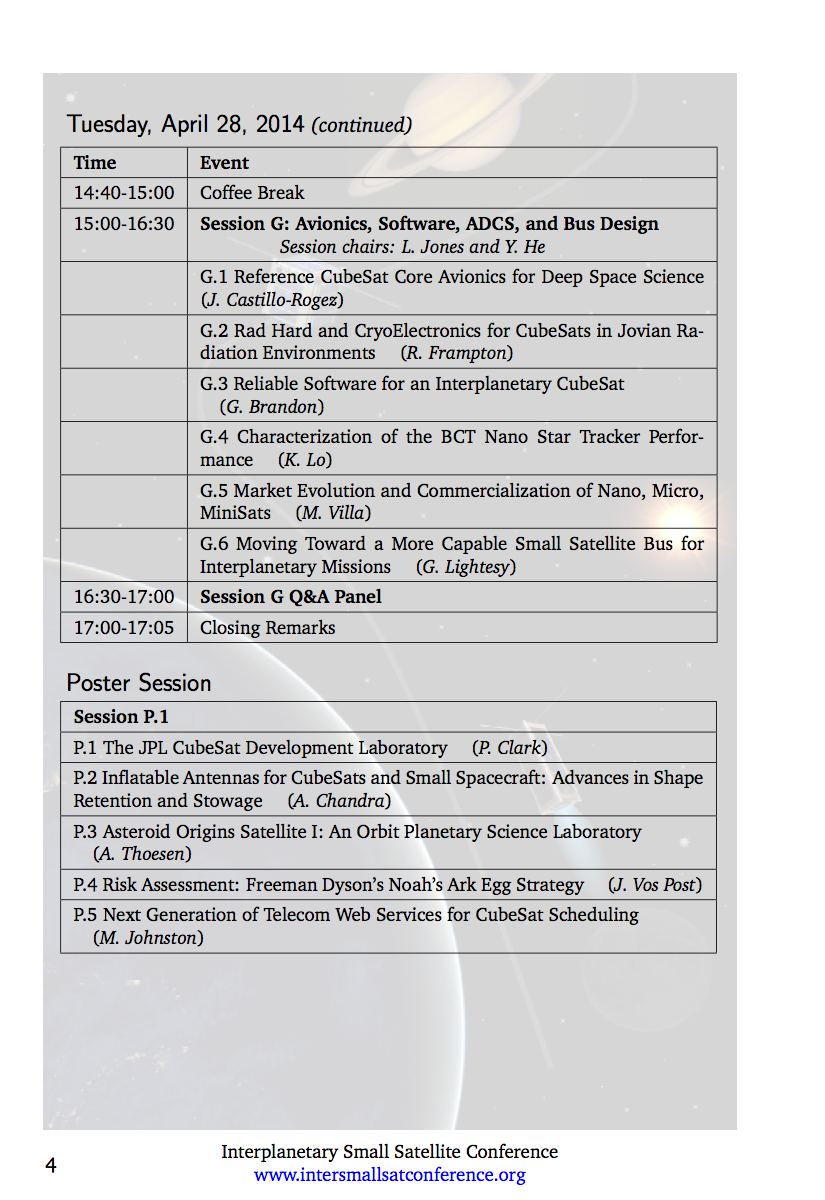 Tuesday, April 28, 2014 (continued)
Time Event
14:40-15:00 Coffee Break
15:00-16:30 Session G: Avionics, Software, ADCS, and Bus Design
Session chairs: L. Jones and Y. He
G.1 Reference CubeSat Core Avionics for Deep Space Science
(J. Castillo-Rogez)
G.2 Rad Hard and CryoElectronics for CubeSats in Jovian Ra-
diation Environments (R. Frampton)
G.3 Reliable Software for an Interplanetary CubeSat
(G. Brandon)
G.4 Characterization of the BCT Nano Star Tracker Perfor-
mance (K. Lo)
G.5 Market Evolution and Commercialization of Nano, Micro,
MiniSats (M. Villa)
G.6 Moving Toward a More Capable Small Satellite Bus for
Interplanetary Missions (G. Lightesy)
16:30-17:00 Session G Q&A Panel
17:00-17:05 Closing Remarks
Poster Session
Session P.1
P.1 The JPL CubeSat Development Laboratory (P. Clark)
P.2 Inflatable Antennas for CubeSats and Small Spacecraft: Advances in Shape
Retention and Stowage (A. Chandra)
P.3 Asteroid Origins Satellite I: An Orbit Planetary Science Laboratory
(A. Thoesen)
P.4 Risk Assessment: Freeman Dyson's Noah's Ark Egg Strategy (J. Vos Post)
P.5 Next Generation of Telecom Web Services for CubeSat Scheduling
(M. Johnston)
Interplanetary Small Satellite Conference
4 www.intersmallsatconference.org